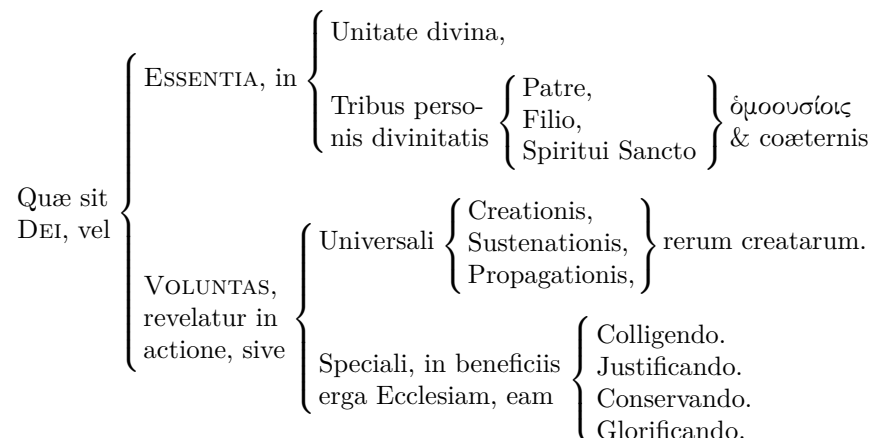 Quæ sit
DEI, vel
ESSENTIA, in
Unitate divina,
Tribus perso-
nis divinitatis
Patre,
Filio,
Spiritui Sancto
ὁμοουσίοις
& coæternis
VOLUNTAS,
revelatur in
actione, sive
Universali
Creationis,
Sustenationis,
Propagationis,
rerum creatarum.
Speciali, in beneficiis
erga Ecclesiam, eam
Colligendo.
Justificando.
Conservando.
Glorificando.